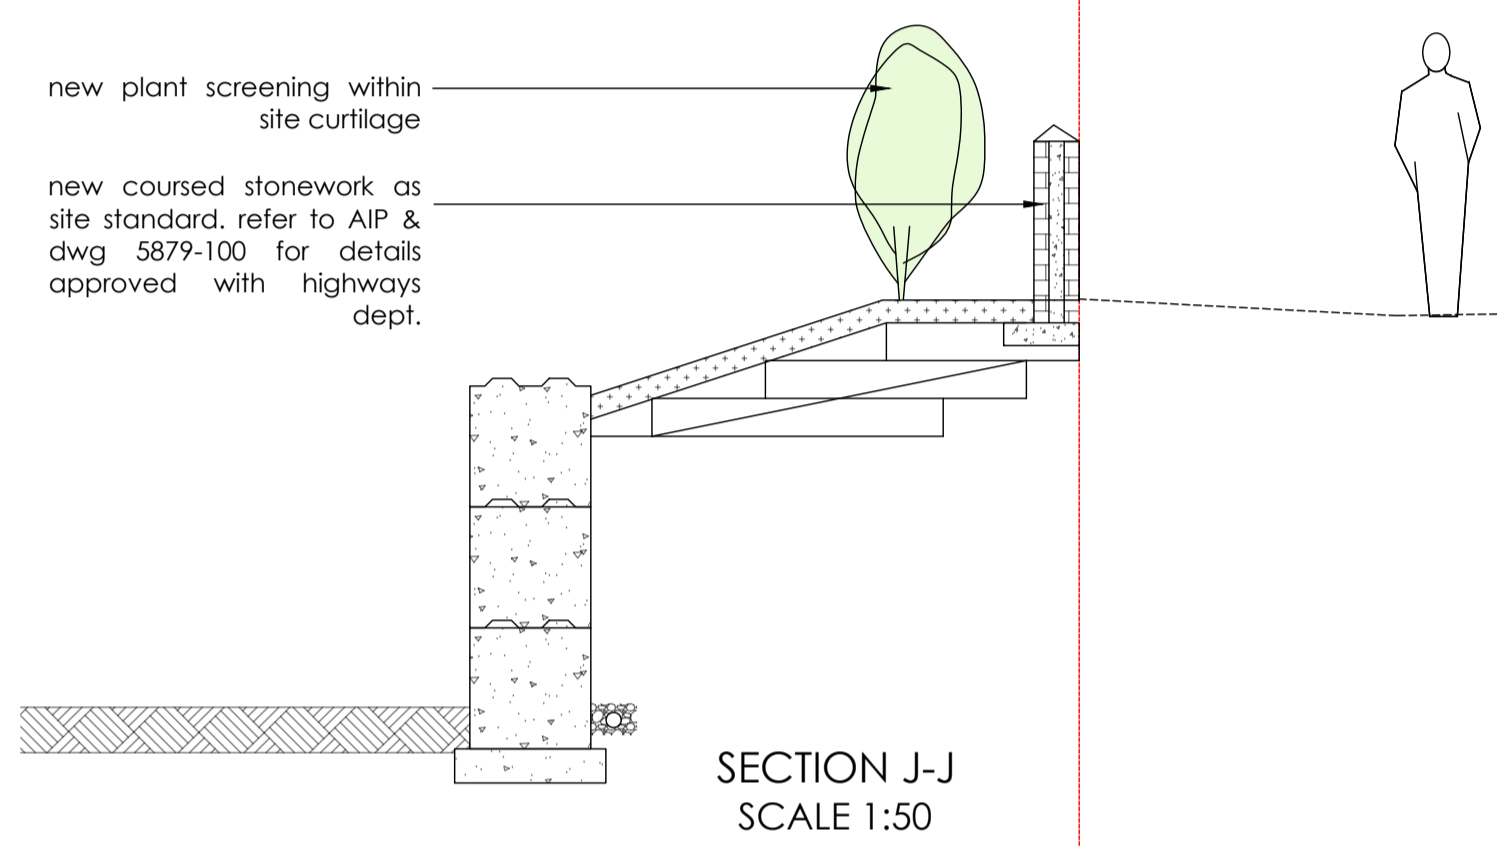 new plant screening within
site curtilage
new coursed stonework as
site standard. refer to AIP &
dwg 5879-100 for details
approved with highways
dept.
SECTION J-J
SCALE 1:50